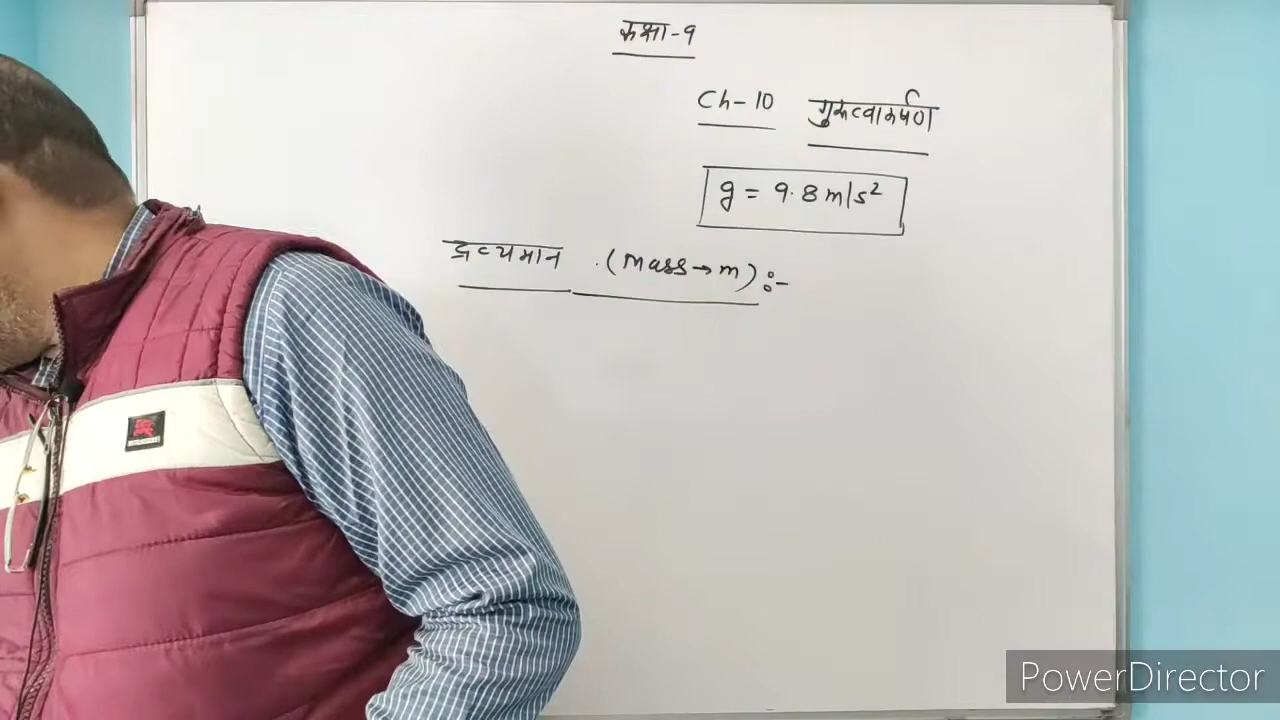 कक्षा-9
Ch-10 गुरुत्वाकर्षण
g = 9.8 m/s²
द्रव्यमान (mass→m):-
PowerDirector